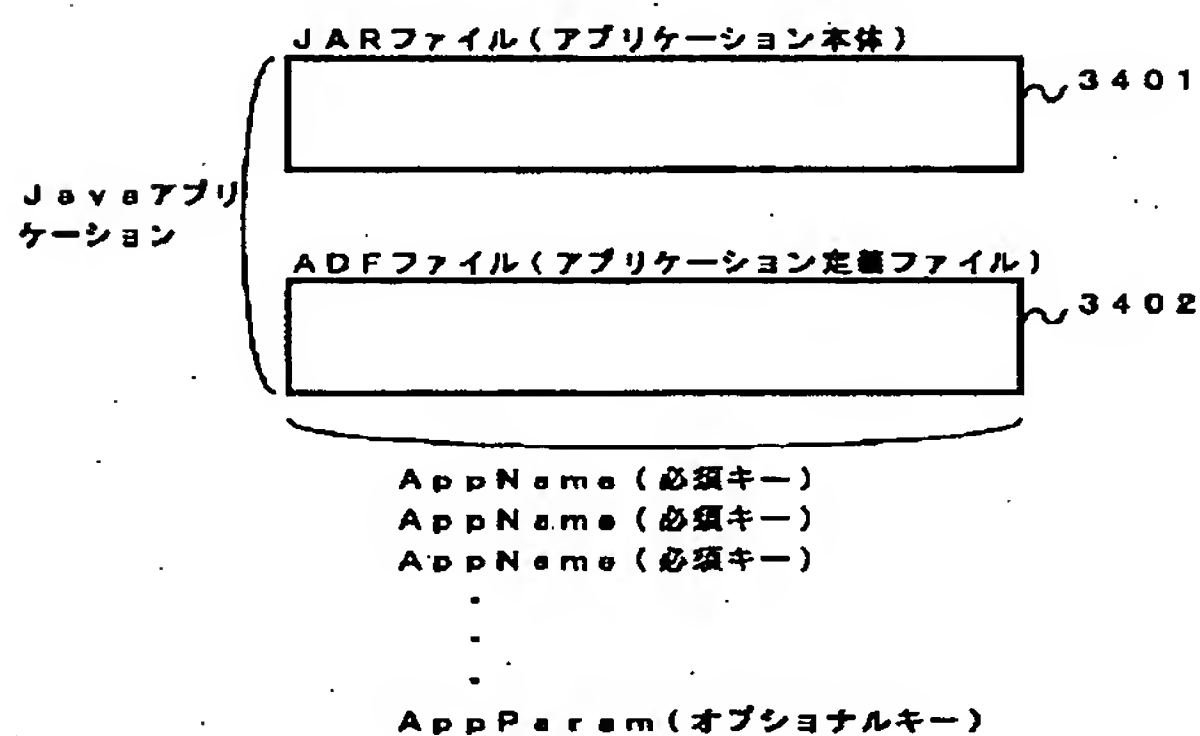 JARファイル(アプリケーション本体)
3401
Javaアプリ
ケーション
ADFファイル(アプリケーション定義ファイル)
3402
AppName(必須キー)
AppName(必須キー)
AppName(必須キー)
・
・
・
AppParam(オプショナルキー)